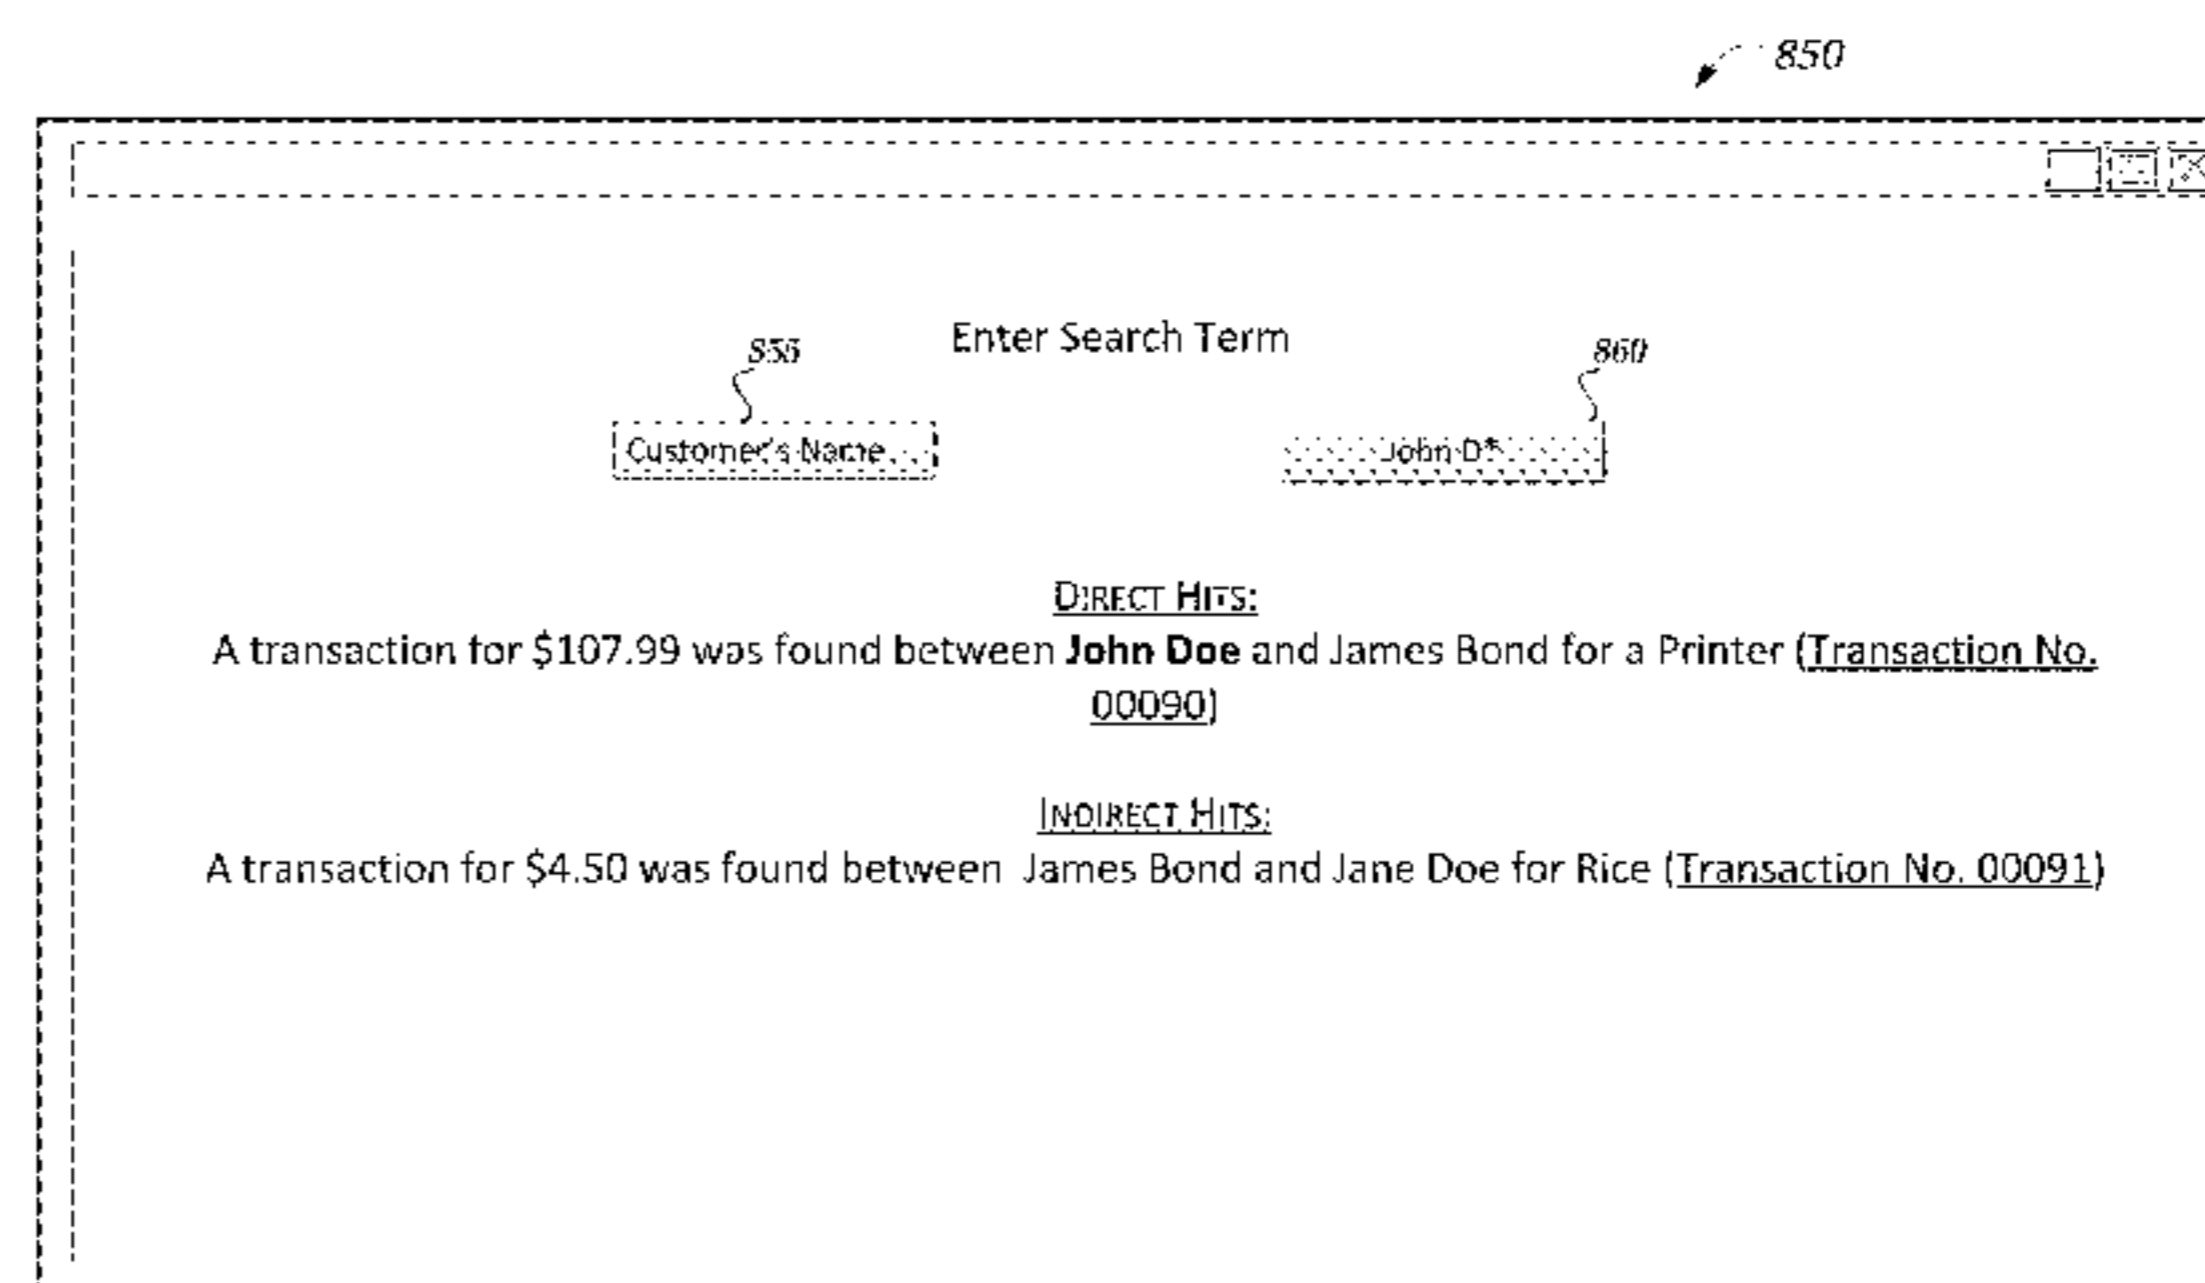 850
Enter Search Term
855
860
Customer's Name
John D*
DIRECT HITS:
A transaction for $107.99 was found between John Doe and James Bond for a Printer (Transaction No.
00090)
INDIRECT HITS:
A transaction for $4.50 was found between James Bond and Jane Doe for Rice (Transaction No. 00091)